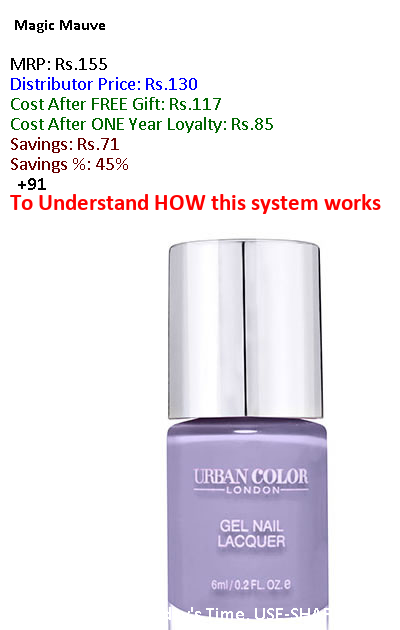 Magic Mauve
MRP: Rs.155
Distributor Price: Rs.130
Cost After FREE Gift: Rs.117
Cost After ONE Year Loyalty: Rs.85
Savings: Rs.71
Savings %: 45%
+91
To Understand HOW this system works
URBAN COLOR
LONDON
GEL NAIL
LACQUER
6ml/0.2 FL. OZ. e
's Time, USE-SHA